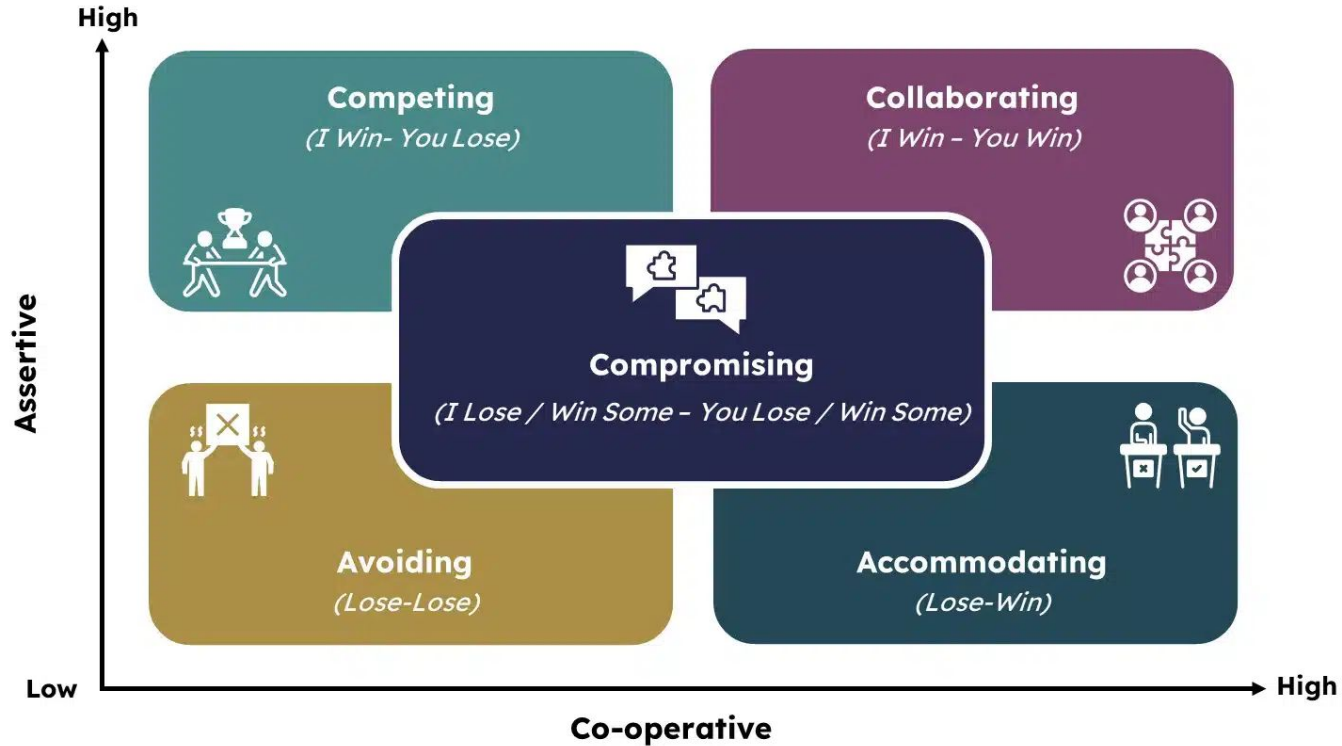 High
Competing
(I Win- You Lose)
Collaborating
(I Win – You Win)
Assertive
Compromising
(I Lose / Win Some – You Lose / Win Some)
Avoiding
(Lose-Lose)
Accommodating
(Lose-Win)
Low
High
Co-operative